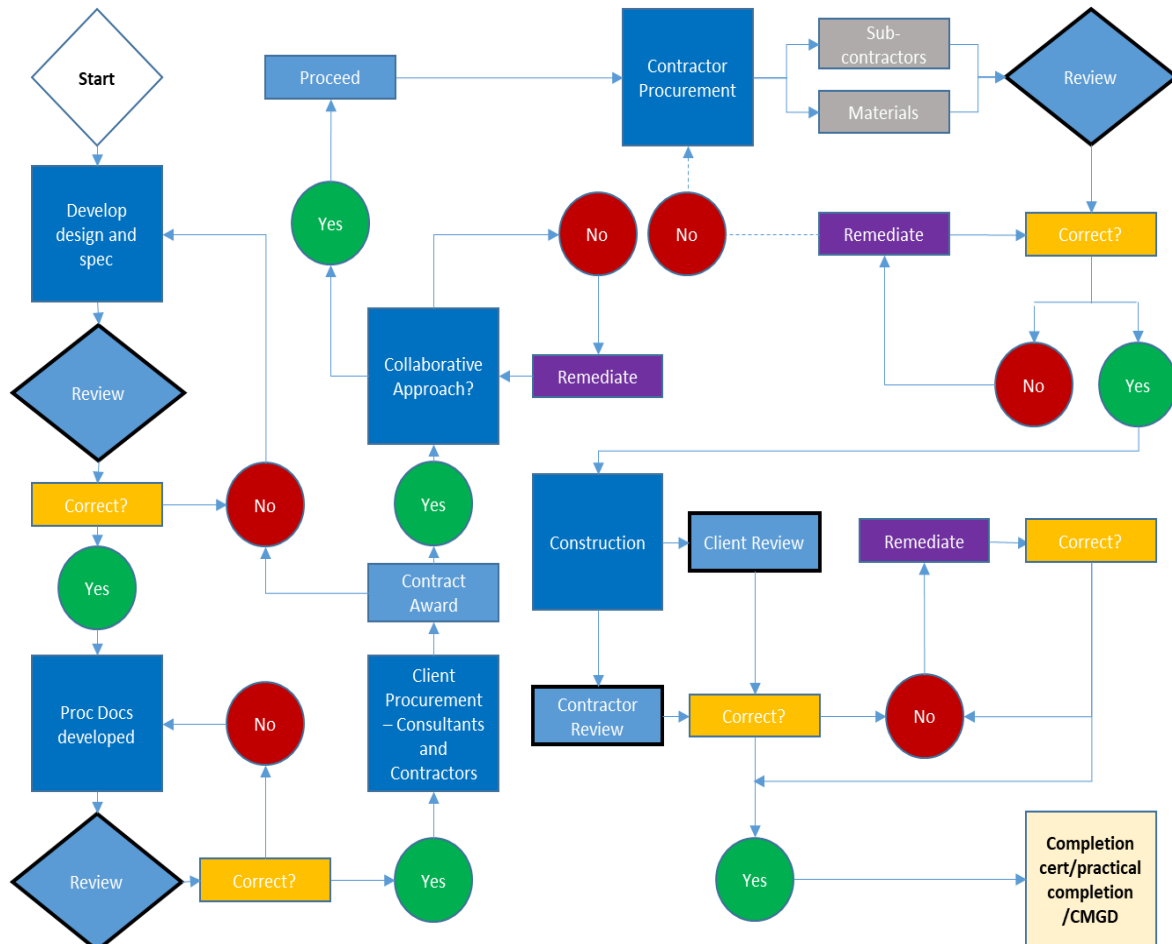 Start
Develop
design and
spec
Review
Correct?
No
Yes
Proc Docs
developed
No
Review
Correct?
Yes
Client
Procurement
– Consultants
and
Contractors
Contract
Award
Yes
Collaborative
Approach?
No
Remediate
Yes
Proceed
Contractor
Procurement
Sub-
contractors
Materials
Review
Correct?
Remediate
No
No
Yes
Construction
Client Review
Contractor
Review
Correct?
No
Remediate
Correct?
Yes
Completion
cert/practical
completion
/CMGD